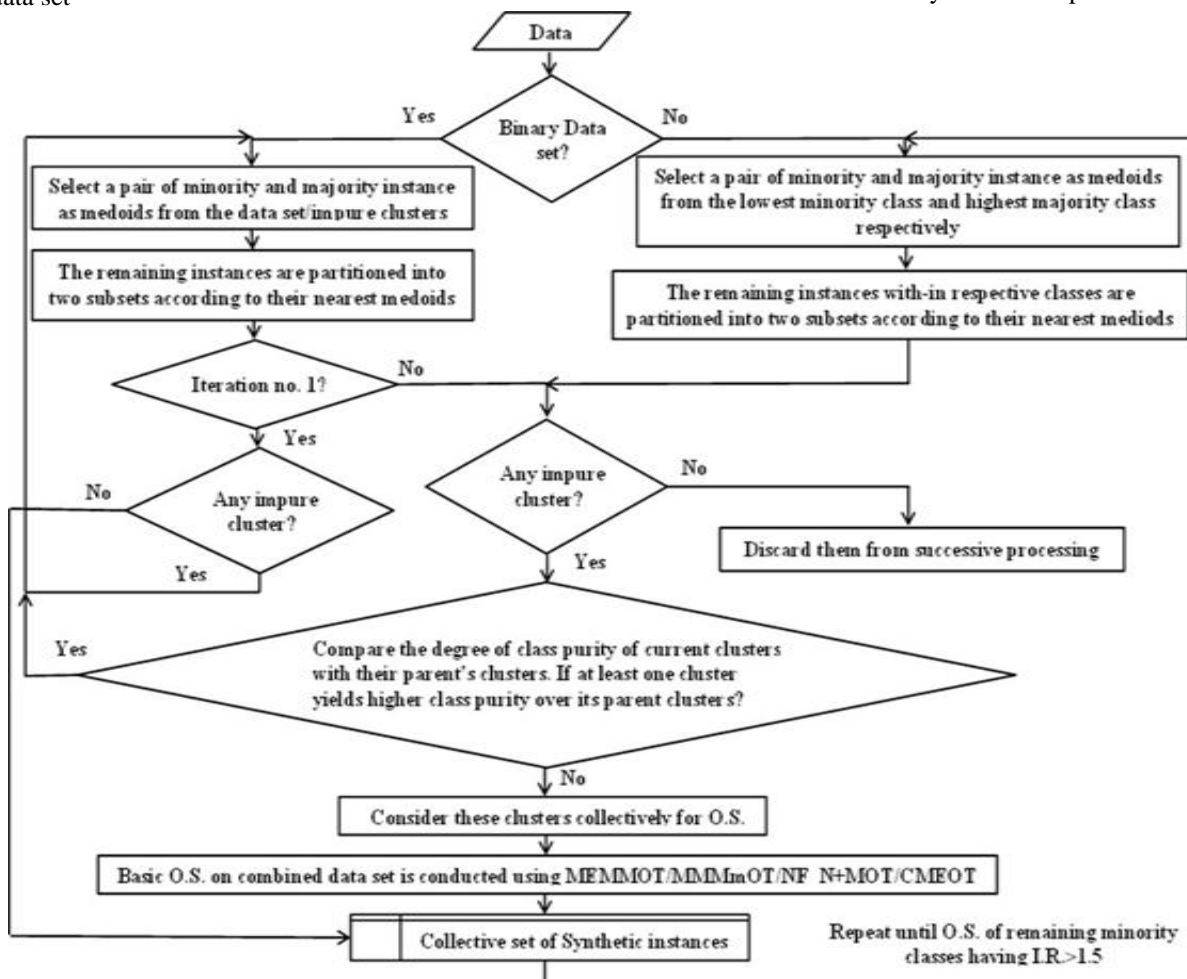 data set
Data
Yes
No
Binary Data
set?
Select a pair of minority and majority instance
as medoids from the data set/impure clusters
Select a pair of minority and majority instance as medoids
from the lowest minority class and highest majority class
respectively
The remaining instances are partitioned into
two subsets according to their nearest medoids
The remaining instances with-in respective classes are
partitioned into two subsets according to their nearest mediods
Iteration no. 1?
No
Yes
No
Any impure
cluster?
Yes
Any impure
cluster?
No
Discard them from successive processing
Yes
Yes
Compare the degree of class purity of current clusters
with their parent's clusters. If at least one cluster
yields higher class purity over its parent clusters?
No
Consider these clusters collectively for O.S.
Basic O.S. on combined data set is conducted using MEMMOT/MMMmOT/NF N+MOT/CMEOT
Collective set of Synthetic instances
Repeat until O.S. of remaining minority
classes having I.R.>1.5